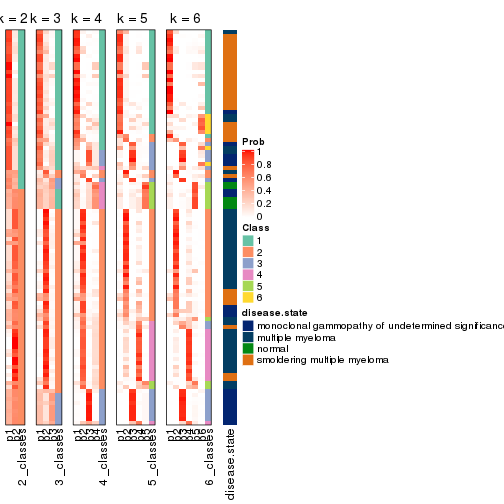 k = 2
k = 3
k = 4
k = 5
k = 6
Prob
1
0.8
0.6
0.4
0.2
0
Class
1
2
3
4
5
6
disease.state
monoclonal gammopathy of undetermined significance
multiple myeloma
normal
smoldering multiple myeloma
p1
p2
2_classes
p1
p2
p3
3_classes
p1
p2
p3
p4
4_classes
p1
p2
p3
p4
p5
5_classes
p1
p2
p3
p4
p5
p6
6_classes
disease.state